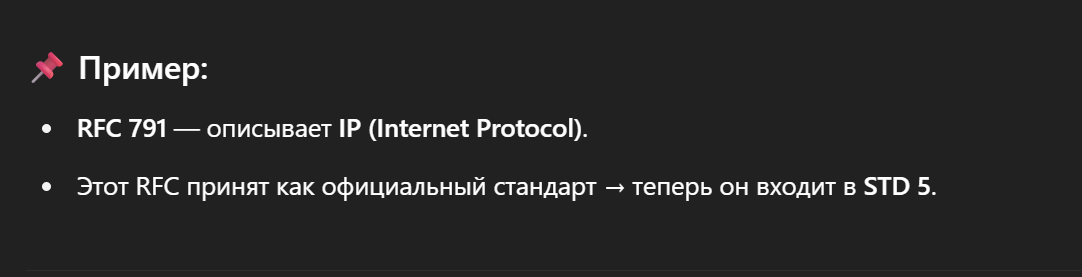 📌 Пример:
• RFC 791 — описывает IP (Internet Protocol).
• Этот RFC принят как официальный стандарт → теперь он входит в STD 5.